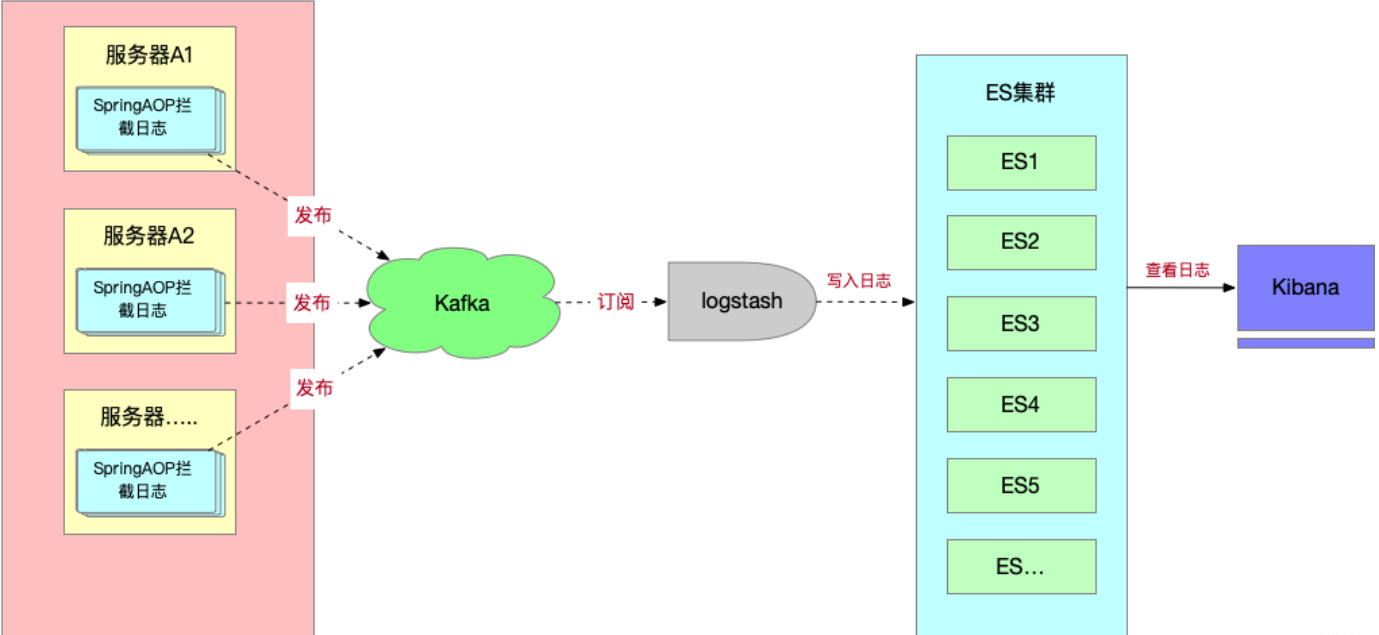 服务器A1
SpringAOP拦
截日志
发布
服务器A2
SpringAOP拦
截日志
发布
服务器.....
SpringAOP拦
截日志
发布
Kafka
订阅
logstash
写入日志
ES集群
ES1
ES2
ES3
ES4
ES5
ES...
查看日志
Kibana